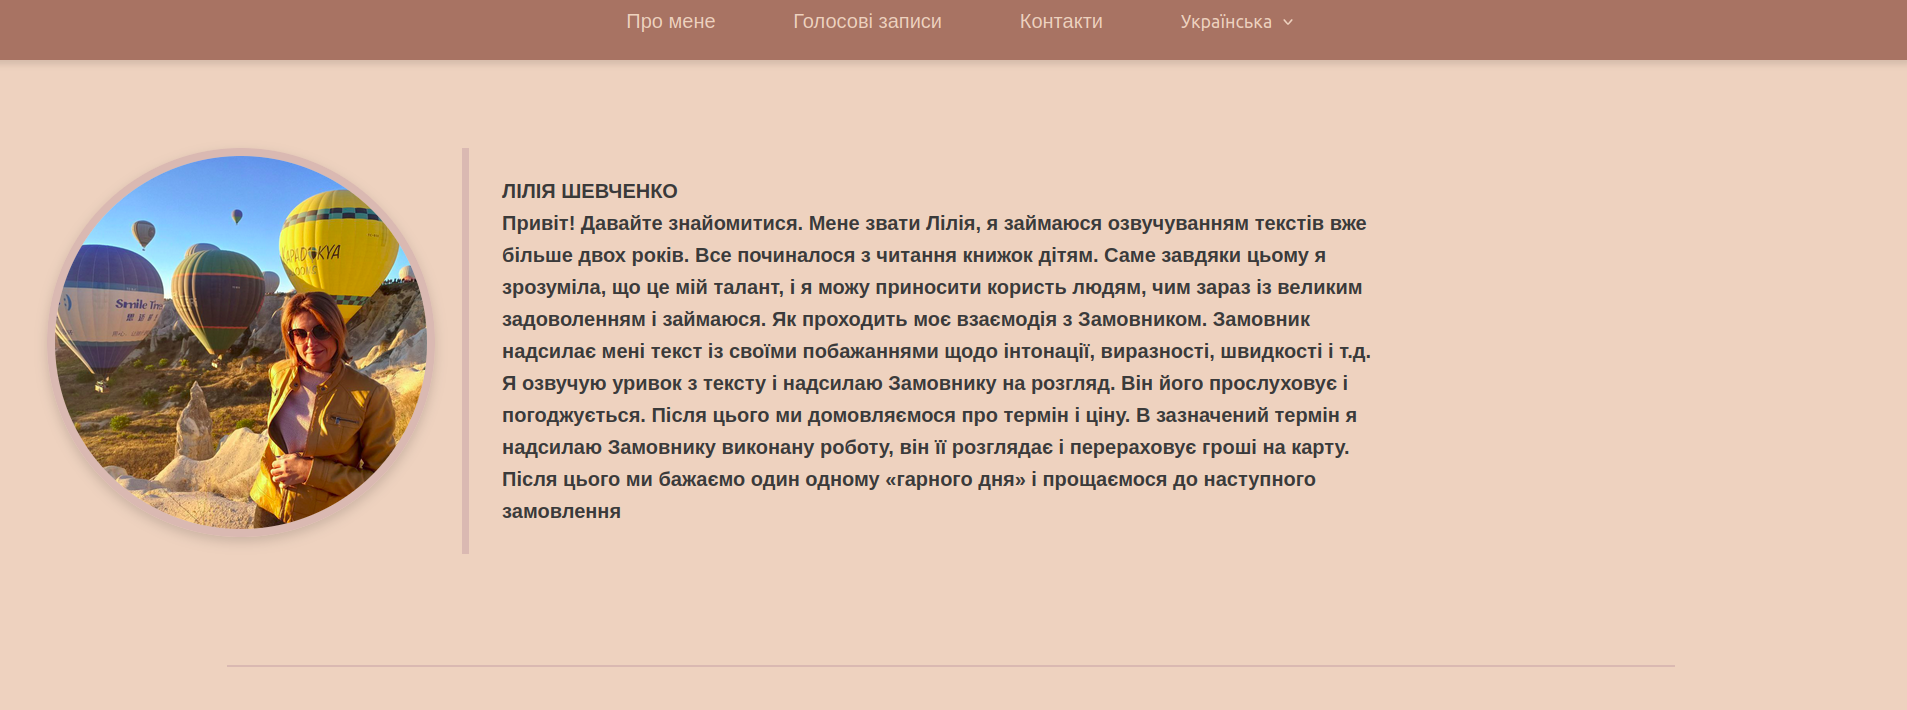 Про мене Голосові записи Контакти Українська
ЛІЛІЯ ШЕВЧЕНКО
Привіт! Давайте знайомитися. Мене звати Лілія, я займаюся озвучуванням текстів вже
більше двох років. Все починалося з читання книжок дітям. Саме завдяки цьому я
зрозуміла, що це мій талант, і я можу приносити користь людям, чим зараз із великим
задоволенням і займаюся. Як проходить моє взаємодія з Замовником. Замовник
надсилає мені текст із своїми побажаннями щодо інтонації, виразності, швидкості і т.д.
Я озвучую уривок з тексту і надсилаю Замовнику на розгляд. Він його прослуховує і
погоджується. Після цього ми домовляємося про термін і ціну. В зазначений термін я
надсилаю Замовнику виконану роботу, він її розглядає і перераховує гроші на карту.
Після цього ми бажаємо один одному «гарного дня» і прощаємося до наступного
замовлення
KAPADOKYA